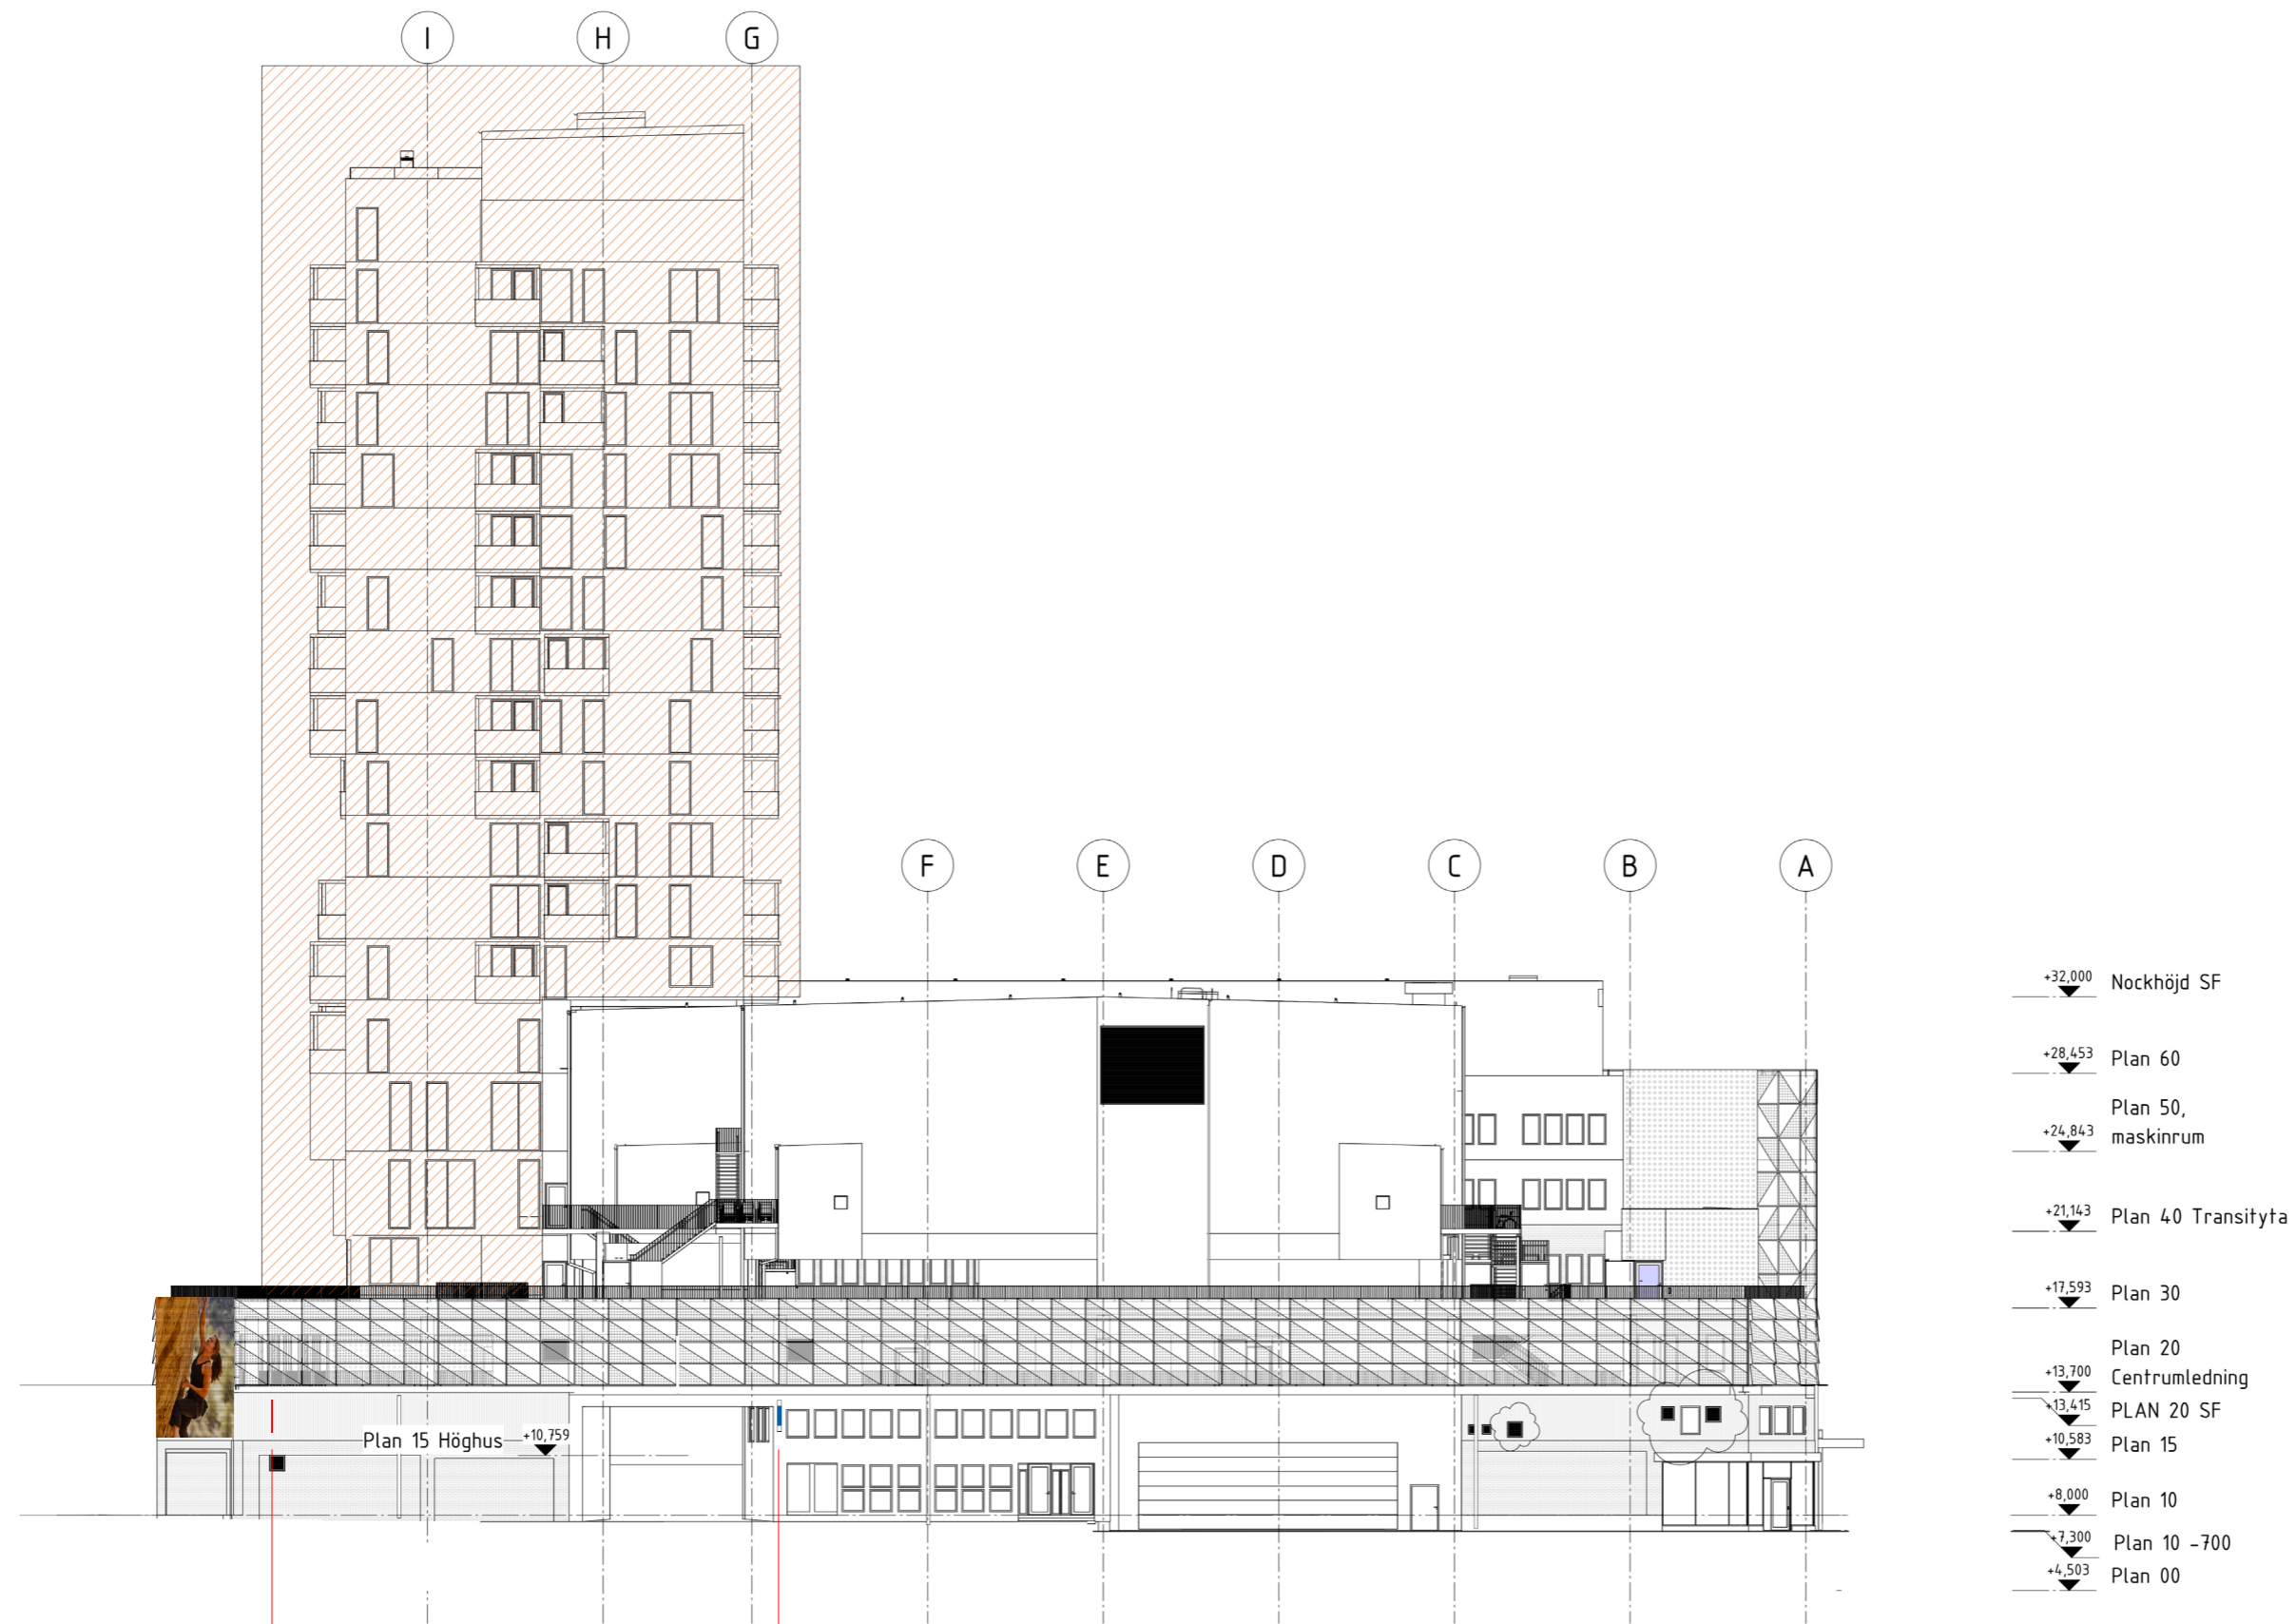 I
H
G
F
E
D
C
B
A
+32,000 Nockhöjd SF
+28,453 Plan 60
Plan 50,
+24,843 maskinrum
+21,143 Plan 40 Transityta
+17,593 Plan 30
Plan 20
+13,700 Centrumledning
+13,415 PLAN 20 SF
Plan 15 Höghus +10,759
+10,583 Plan 15
+8,000 Plan 10
+7,300 Plan 10 -700
+4,503 Plan 00